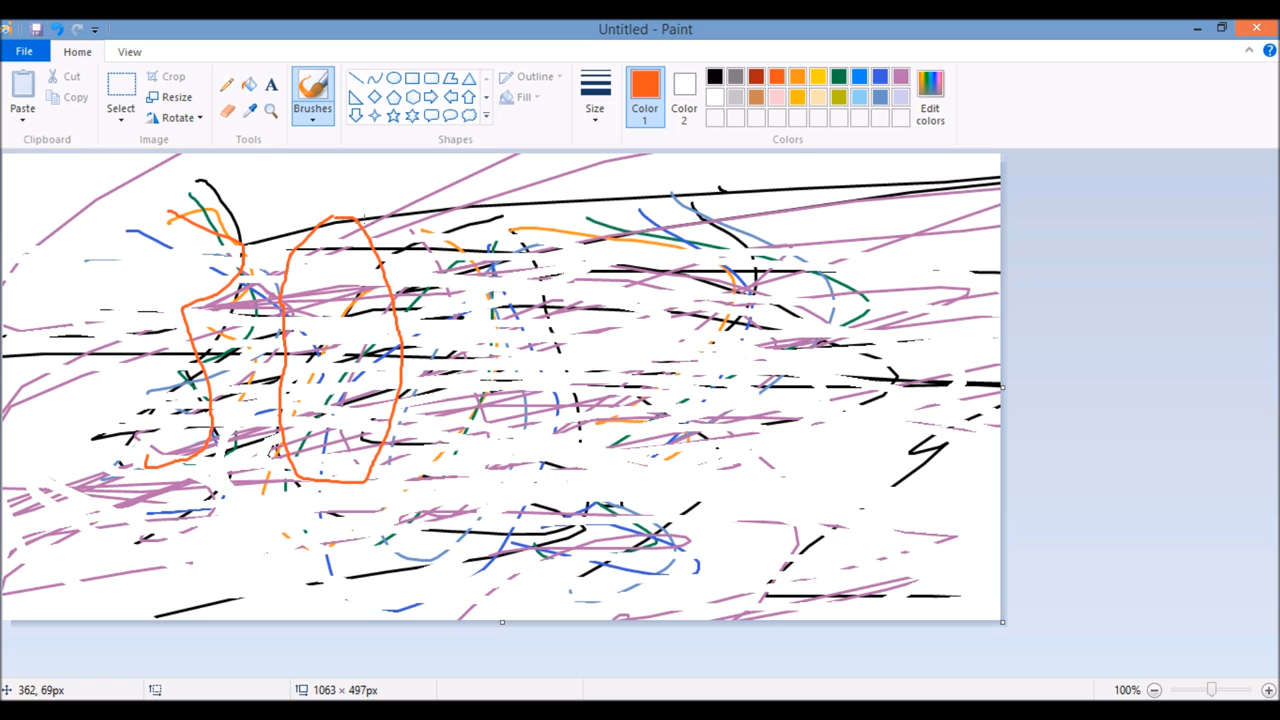 Untitled - Paint
File Home View
Paste
Cut
Copy
Clipboard
Select
Crop
Resize
Rotate
Image
A
Tools
Brushes
Outline
Fill
Shapes
Size
Color 1
Color 2
Edit colors
Colors
362, 69px
1063 × 497px
100%